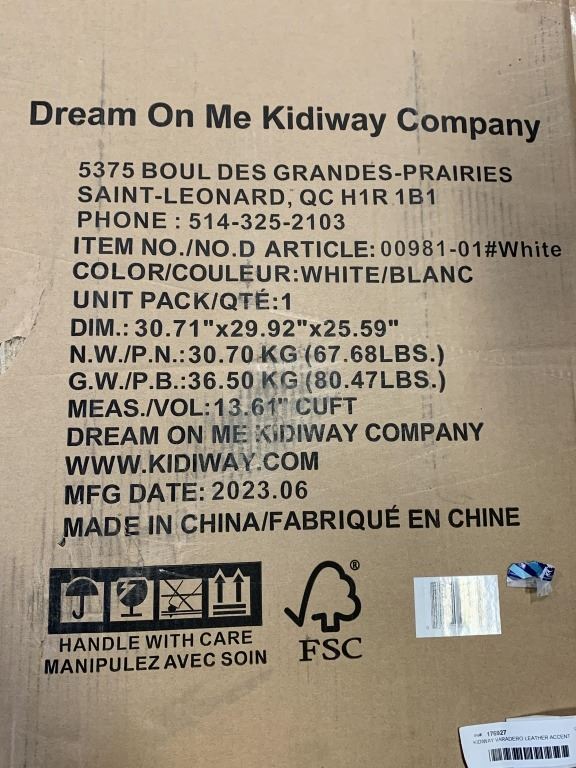 Dream On Me Kidiway Company
5375 BOUL DES GRANDES-PRAIRIES
SAINT-LEONARD, QC H1R 1B1
PHONE : 514-325-2103
ITEM NO./NO.D ARTICLE: 00981-01#White
COLOR/COULEUR:WHITE/BLANC
UNIT PACK/QTÉ:1
DIM.: 30.71"x29.92"x25.59"
N.W./P.N.:30.70 KG (67.68LBS.)
G.W./P.B.:36.50 KG (80.47LBS.)
MEAS./VOL:13.61" CUFT
DREAM ON ME KIDIWAY COMPANY
WWW.KIDIWAY.COM
MFG DATE: 2023.06
MADE IN CHINA/FABRIQUÉ EN CHINE
HANDLE WITH CARE
MANIPULEZ AVEC SOIN
®
FSC
KIDIWAY VARADERO LEATHER ACCENT